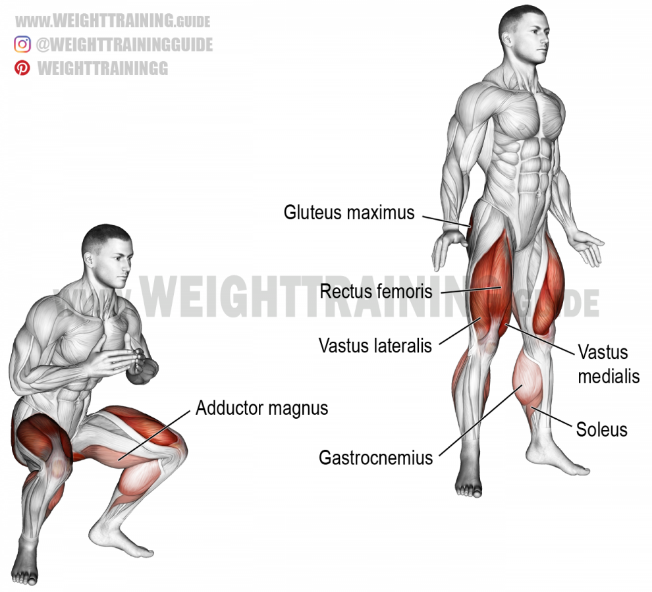 www.WEIGHTTRAINING.GUIDE
@WEIGHTTRAININGGUIDE
WEIGHTTRAININGG
Gluteus maximus
www.WEIGHTTRAINING.GUIDE
Rectus femoris
Vastus lateralis
Vastus
medialis
Adductor magnus
Soleus
Gastrocnemius